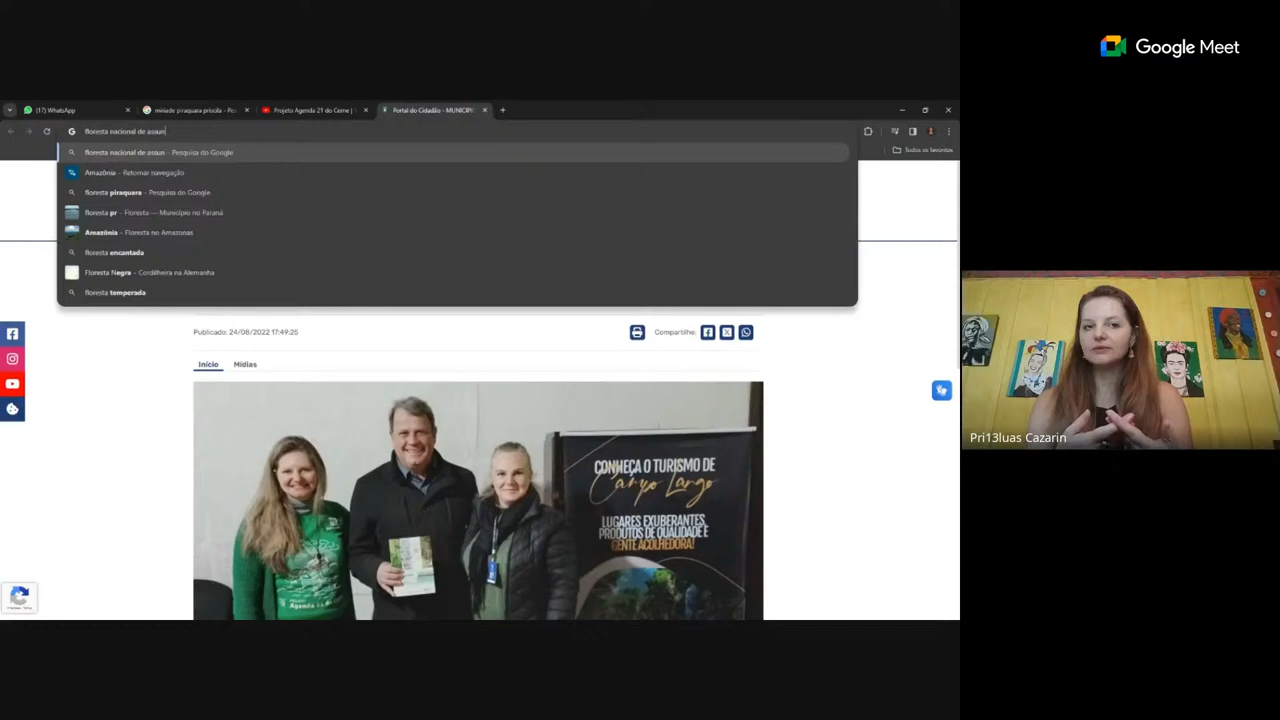 Google Meet
(17) WhatsApp
miriade piraquara priscila - Pes
Projeto Agenda 21 do Cerne |
Portal do Cidadão - MUNICÍPI
floresta nacional de assun
Todos os favoritos
floresta nacional de assun - Pesquisa do Google
Amazônia - Retomar navegação
floresta piraquara - Pesquisa do Google
floresta pr - Floresta — Município no Paraná
Amazônia - Floresta no Amazonas
floresta encantada
Floresta Negra - Cordilheira na Alemanha
floresta temperada
Publicado: 24/08/2022 17:49:25
Compartilhe:
Início
Mídias
CONHEÇA O TURISMO DE
Campo Largo
LUGARES EXUBERANTES,
PRODUTOS DE QUALIDADE E
GENTE ACOLHEDORA!
Agenda 21
Pri13luas Cazarin